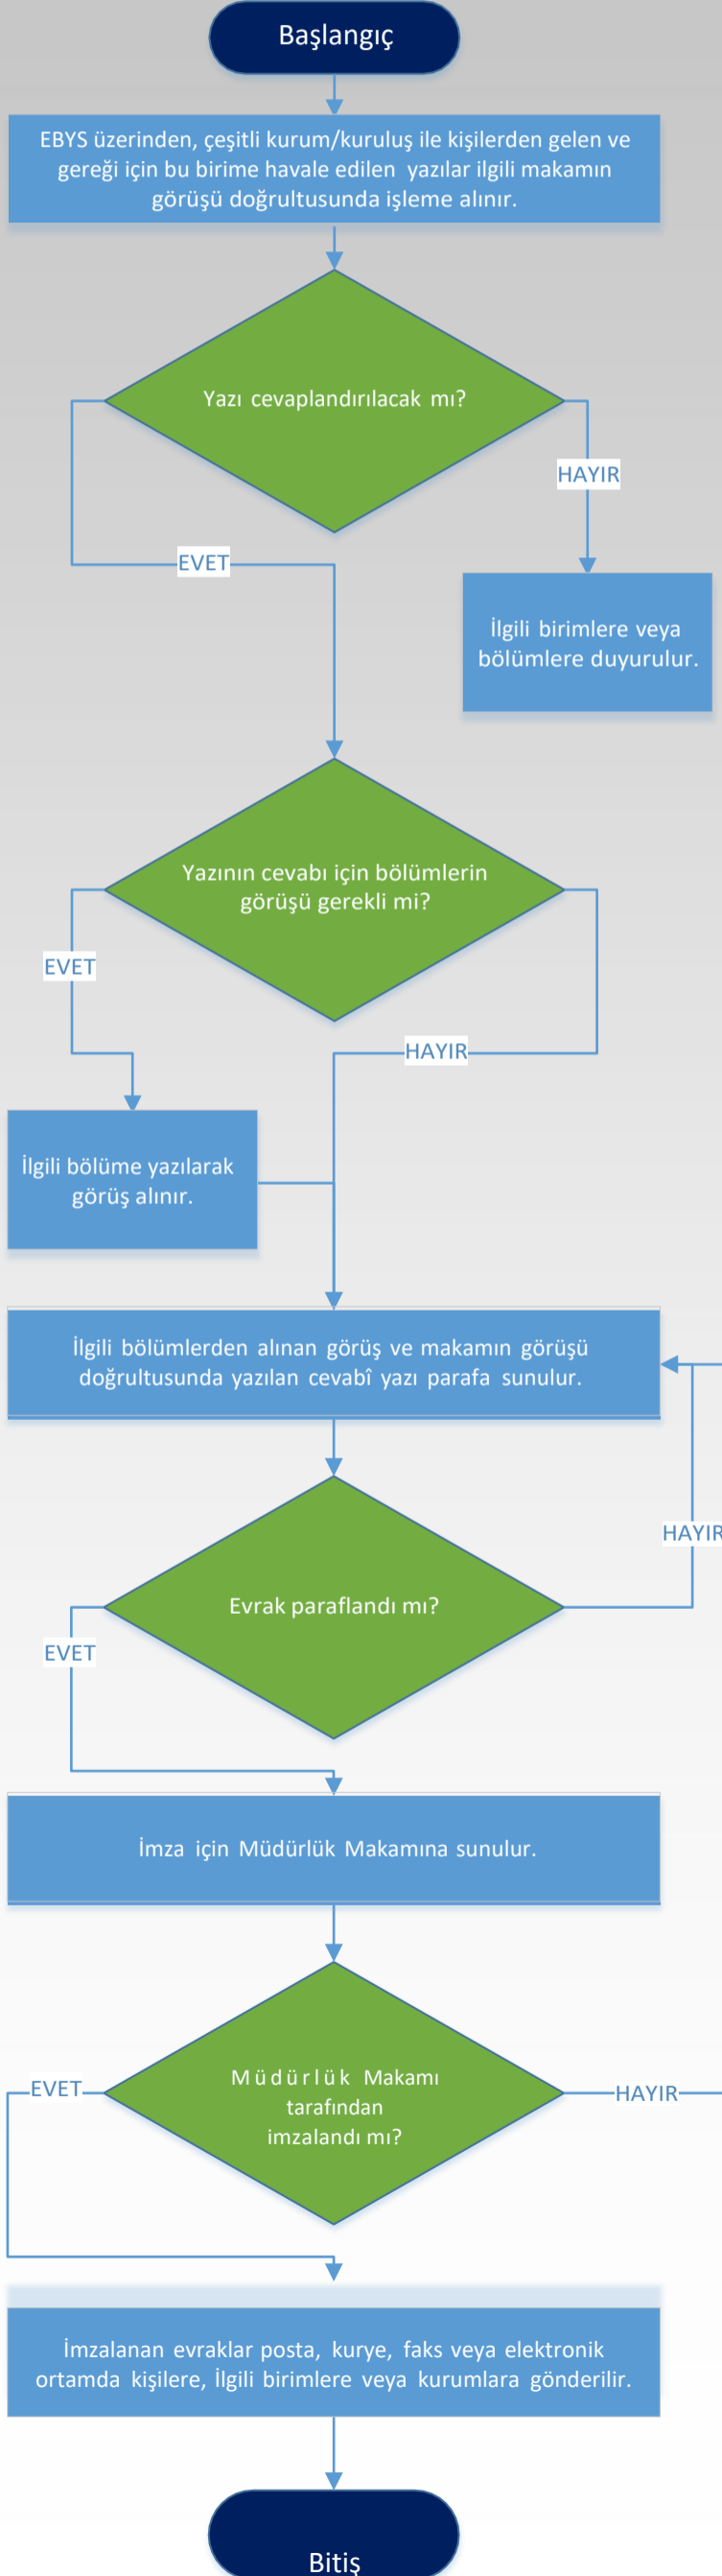 Başlangıç
EBYS üzerinden, çeşitli kurum/kuruluş ile kişilerden gelen ve
gereği için bu birime havale edilen yazılar ilgili makamın
görüşü doğrultusunda işleme alınır.
Yazı cevaplandırılacak mı?
HAYIR
EVET
İlgili birimlere veya
bölümlere duyurulur.
Yazının cevabı için bölümlerin
görüşü gerekli mi?
EVET
HAYIR
İlgili bölüme yazılarak
görüş alınır.
İlgili bölümlerden alınan görüş ve makamın görüşü
doğrultusunda yazılan cevabî yazı parafa sunulur.
HAYIR
Evrak paraflandı mı?
EVET
İmza için Müdürlük Makamına sunulur.
EVET
Müdürlük Makamı
tarafından
imzalandı mı?
HAYIR
İmzalanan evraklar posta, kurye, faks veya elektronik
ortamda kişilere, İlgili birimlere veya kurumlara gönderilir.
Bitiş